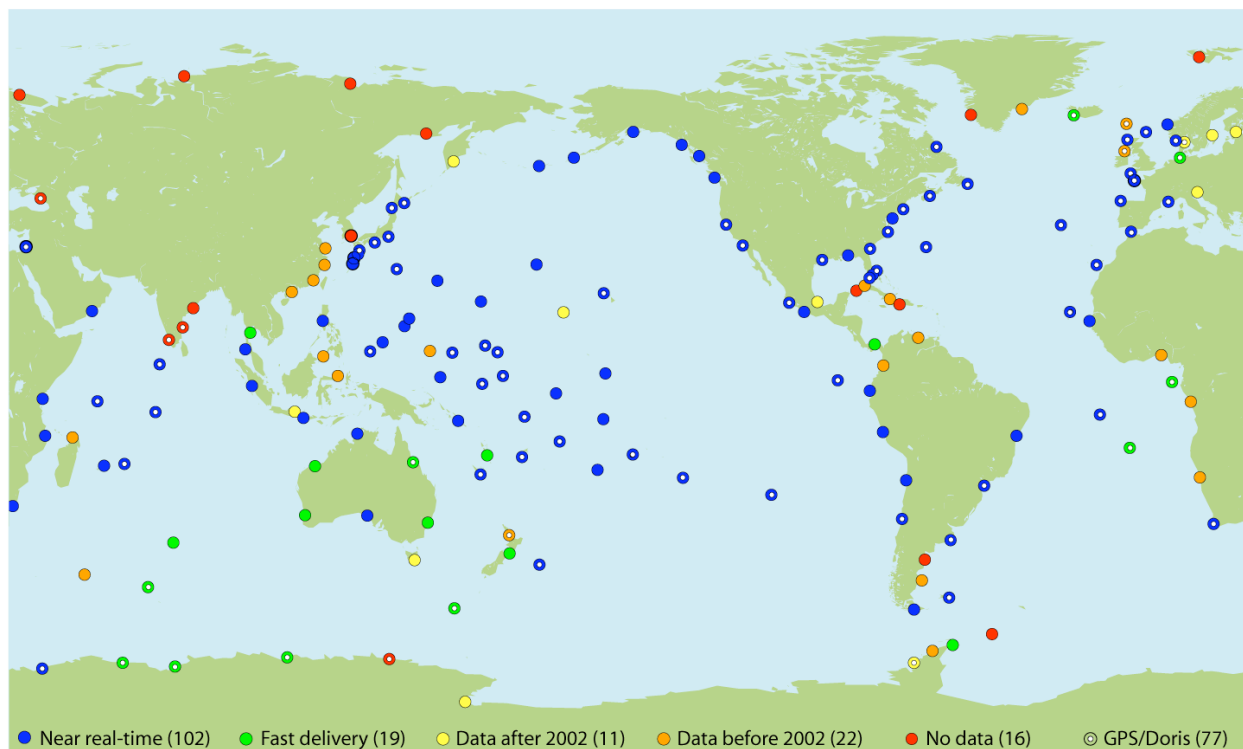 Near real-time (102) Fast delivery (19) Data after 2002 (11) Data before 2002 (22) No data (16) GPS/Doris (77)